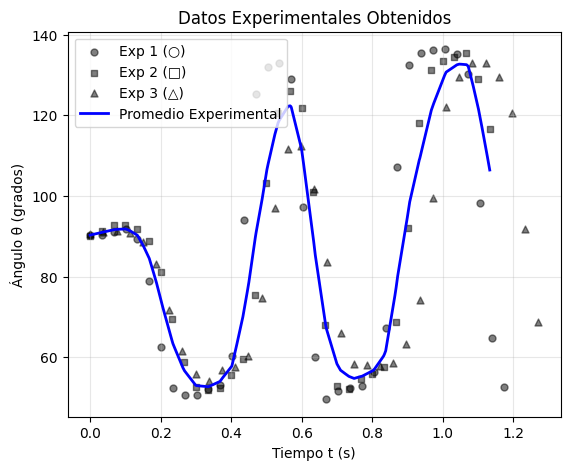 Datos Experimentales Obtenidos
Exp 1 (○)
Exp 2 (□)
Exp 3 (△)
Promedio Experimental
Ángulo θ (grados)
140
120
100
80
60
0.0 0.2 0.4 0.6 0.8 1.0 1.2
Tiempo t (s)